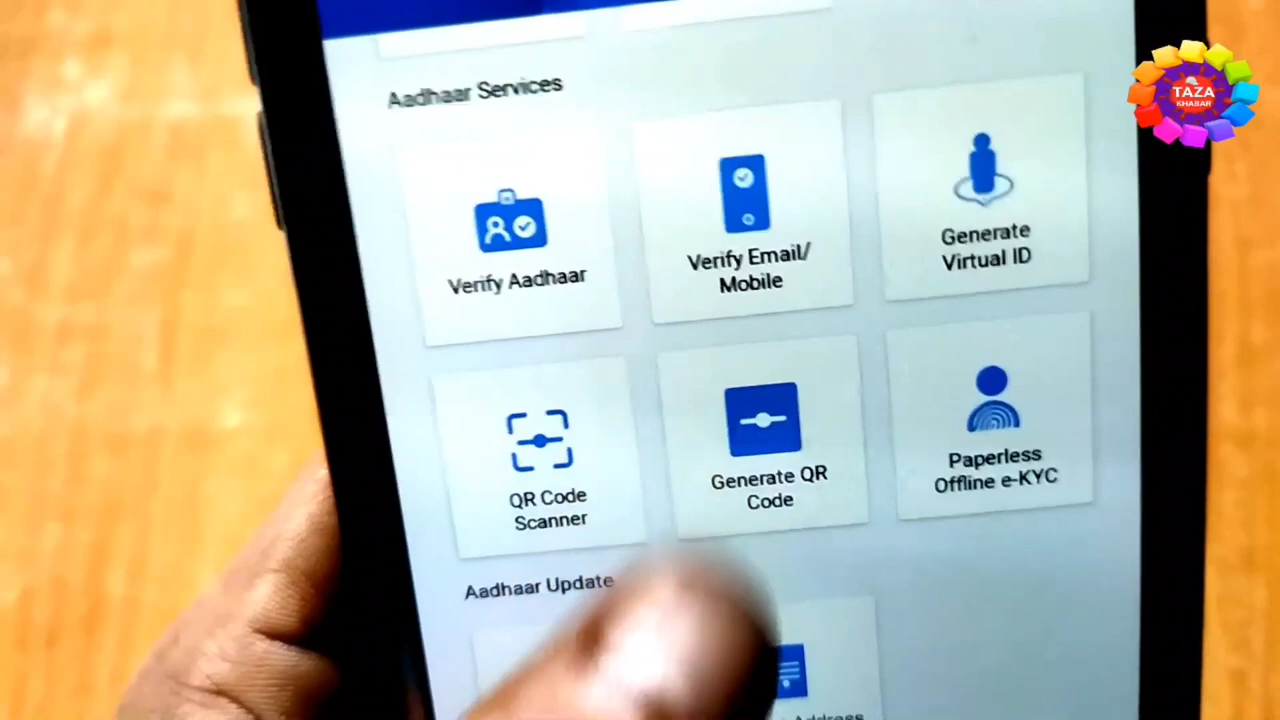 Aadhaar Services
Verify Aadhaar
Verify Email/
Mobile
Generate
Virtual ID
QR Code
Scanner
Generate QR
Code
Paperless
Offline e-KYC
Aadhaar Update
Address
TAZA
KHABAR